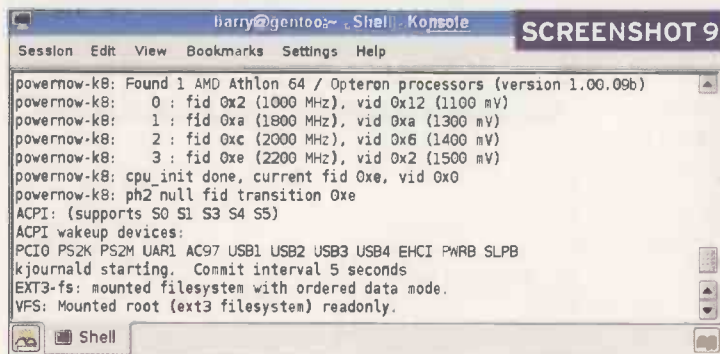 barry@gentoo:~ - Shell - Konsole
SCREENSHOT 9
Session Edit View Bookmarks Settings Help
powernow-k8: Found 1 AMD Athlon 64 / Opteron processors (version 1.00.09b)
powernow-k8: 0 : fid 0x2 (1000 MHz), vid 0x12 (1100 mV)
powernow-k8: 1 : fid 0xa (1800 MHz), vid 0xa (1300 mV)
powernow-k8: 2 : fid 0xc (2000 MHz), vid 0x6 (1400 mV)
powernow-k8: 3 : fid 0xe (2200 MHz), vid 0x2 (1500 mV)
powernow-k8: cpu_init done, current fid 0xe, vid 0x0
powernow-k8: ph2 null fid transition 0xe
ACPI: (supports S0 S1 S3 S4 S5)
ACPI wakeup devices:
PCI0 PS2K PS2M UAR1 AC97 USB1 USB2 USB3 USB4 EHCI PWRB SLPB
kjournald starting. Commit interval 5 seconds
EXT3-fs: mounted filesystem with ordered data mode.
VFS: Mounted root (ext3 filesystem) readonly.
Shell